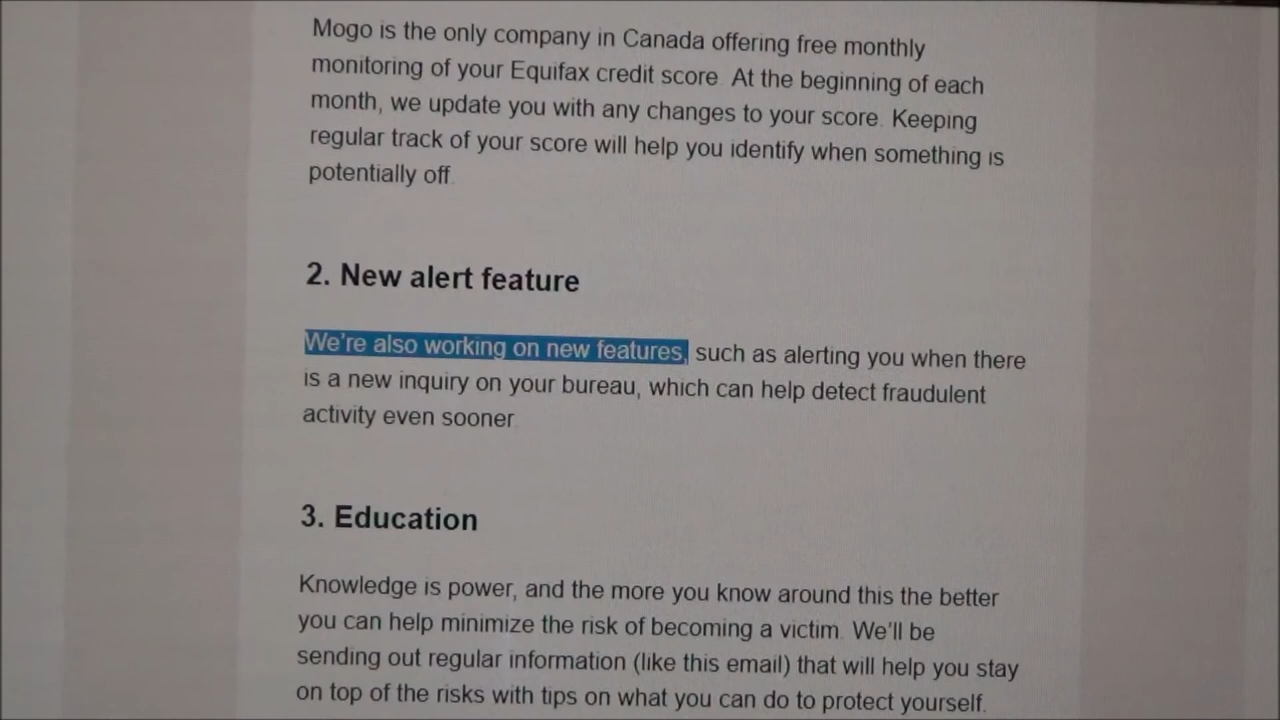 Mogo is the only company in Canada offering free monthly
monitoring of your Equifax credit score. At the beginning of each
month, we update you with any changes to your score. Keeping
regular track of your score will help you identify when something is
potentially off.
2. New alert feature
We're also working on new features, such as alerting you when there
is a new inquiry on your bureau, which can help detect fraudulent
activity even sooner.
3. Education
Knowledge is power, and the more you know around this the better
you can help minimize the risk of becoming a victim. We'll be
sending out regular information (like this email) that will help you stay
on top of the risks with tips on what you can do to protect yourself.